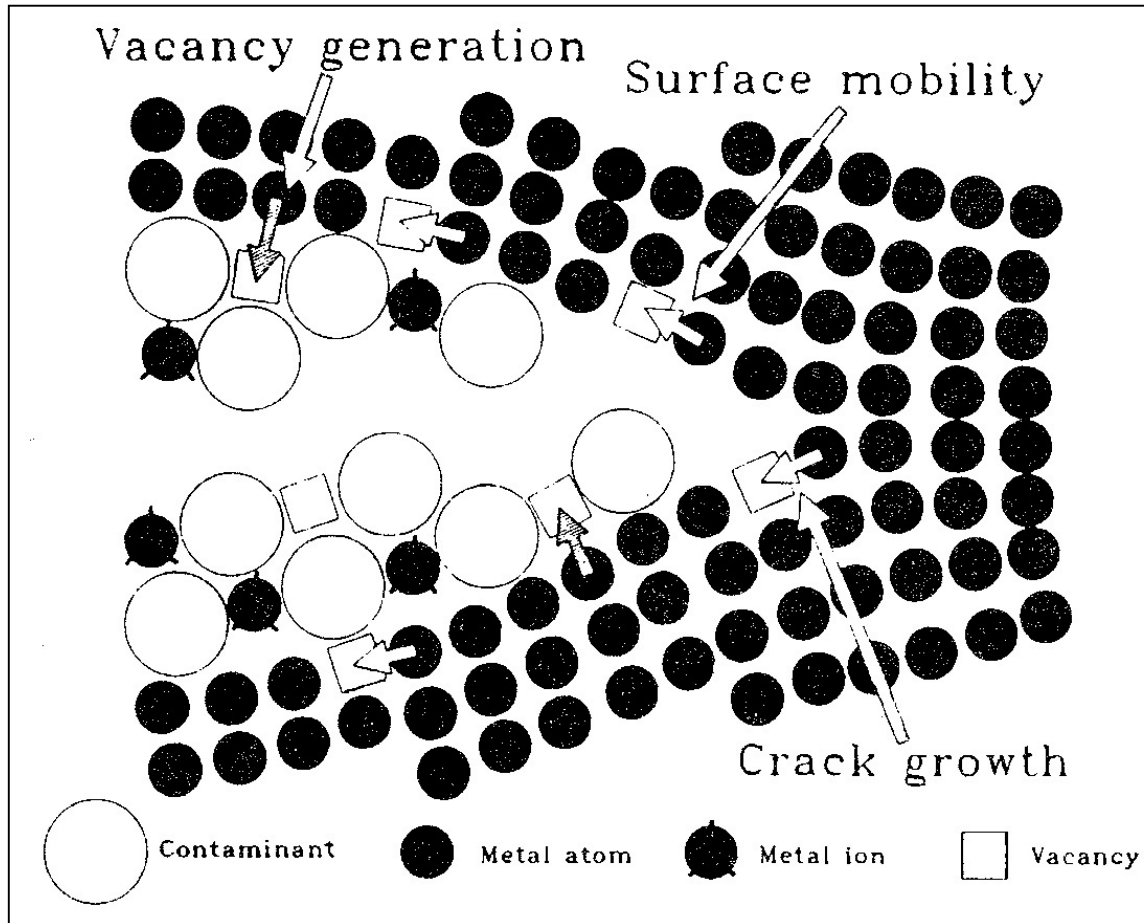 Vacancy generation
Surface mobility
Crack growth
Contaminant
Metal atom
Metal ion
Vacancy